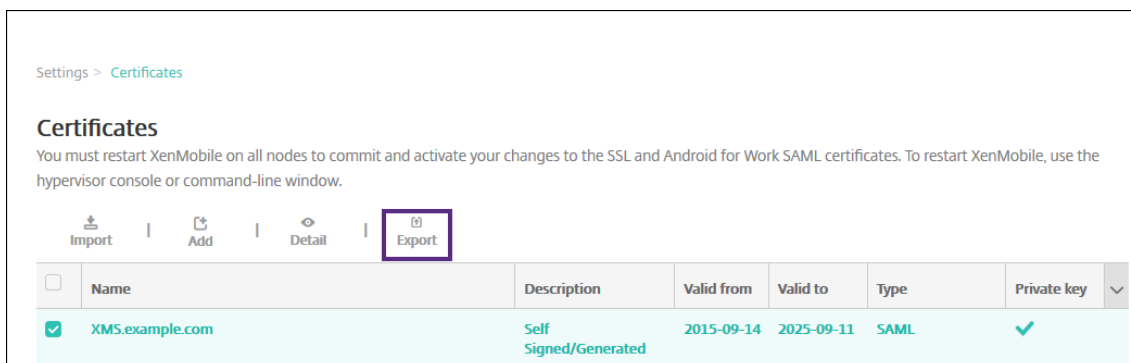 Settings > Certificates
Certificates
You must restart XenMobile on all nodes to commit and activate your changes to the SSL and Android for Work SAML certificates. To restart XenMobile, use the
hypervisor console or command-line window.
Import | Add | Detail | Export
Name Description Valid from Valid to Type Private key
XMS.example.com Self 2015-09-14 2025-09-11 SAML
Signed/Generated